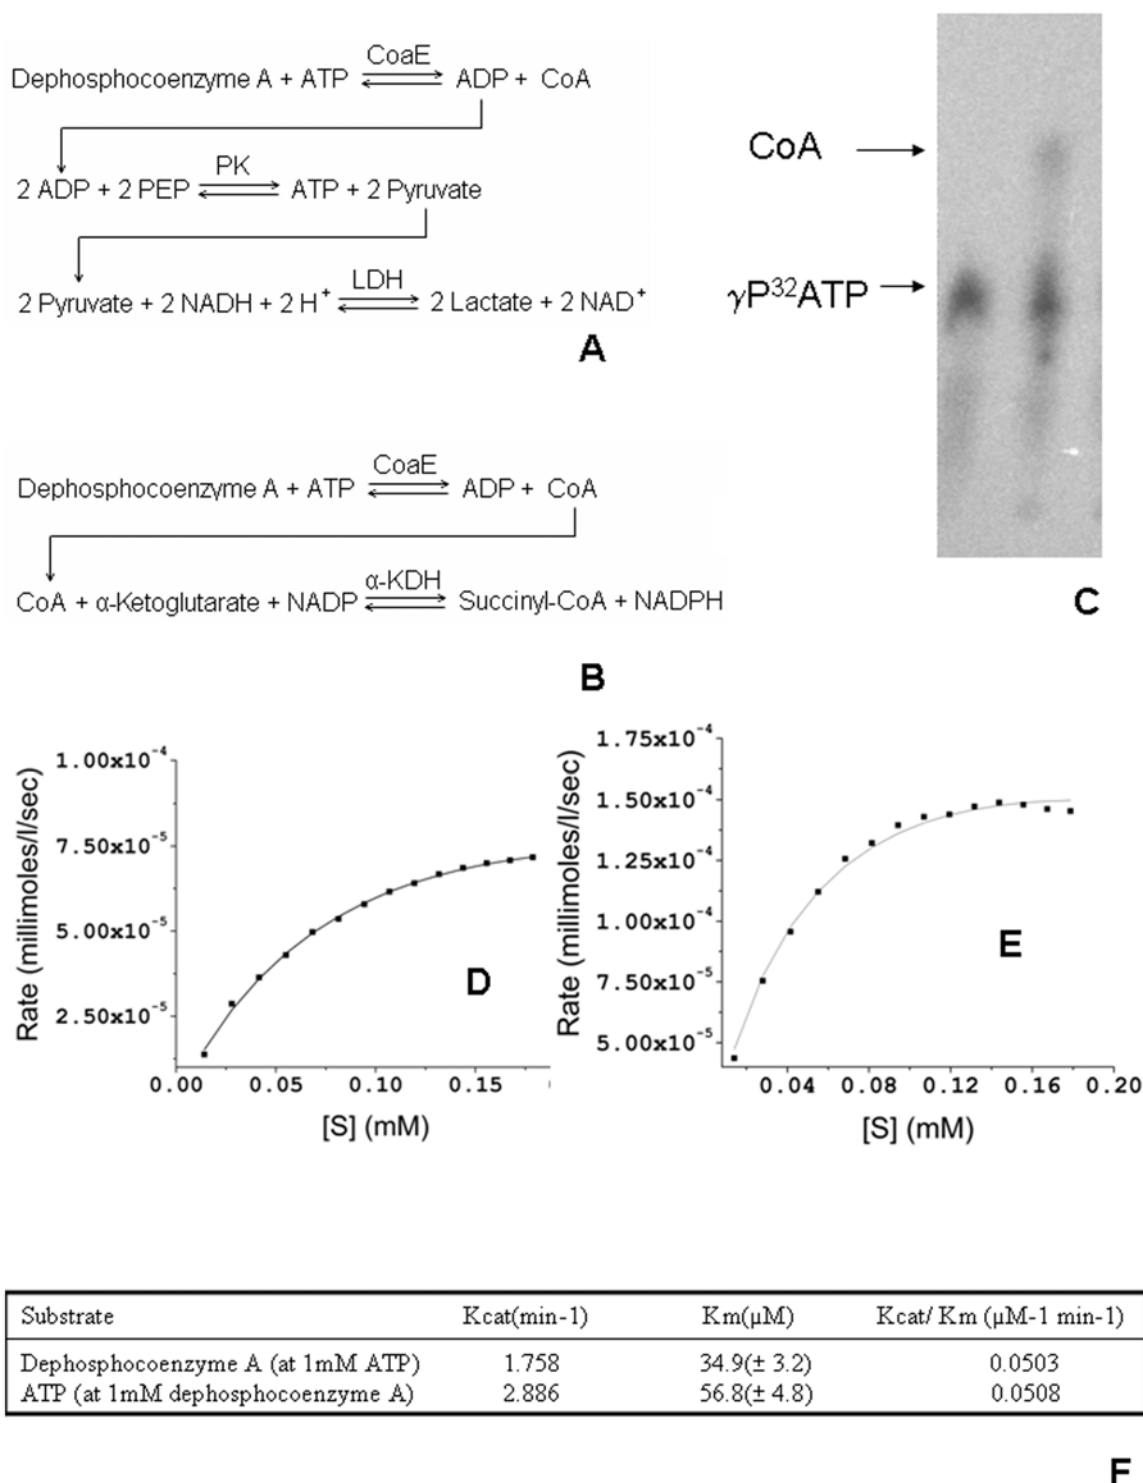 CoaE
Dephosphocoenzyme A + ATP ⇌ ADP + CoA
PK
2 ADP + 2 PEP ⇌ ATP + 2 Pyruvate
LDH
2 Pyruvate + 2 NADH + 2 H⁺ ⇌ 2 Lactate + 2 NAD⁺
A
CoaE
Dephosphocoenzyme A + ATP ⇌ ADP + CoA
α-KDH
CoA + α-Ketoglutarate + NADP ⇌ Succinyl-CoA + NADPH
B
CoA
γP³²ATP
C
Rate (millimoles/l/sec)
1.00x10⁻⁴
7.50x10⁻⁵
5.00x10⁻⁵
2.50x10⁻⁵
0.00 0.05 0.10 0.15
[S] (mM)
D
Rate (millimoles/l/sec)
1.75x10⁻⁴
1.50x10⁻⁴
1.25x10⁻⁴
1.00x10⁻⁴
7.50x10⁻⁵
5.00x10⁻⁵
0.04 0.08 0.12 0.16 0.20
[S] (mM)
E
Substrate Kcat(min-1) Km(μM) Kcat/ Km (μM-1 min-1)
Dephosphocoenzyme A (at 1mM ATP) 1.758 34.9(± 3.2) 0.0503
ATP (at 1mM dephosphocoenzyme A) 2.886 56.8(± 4.8) 0.0508
F